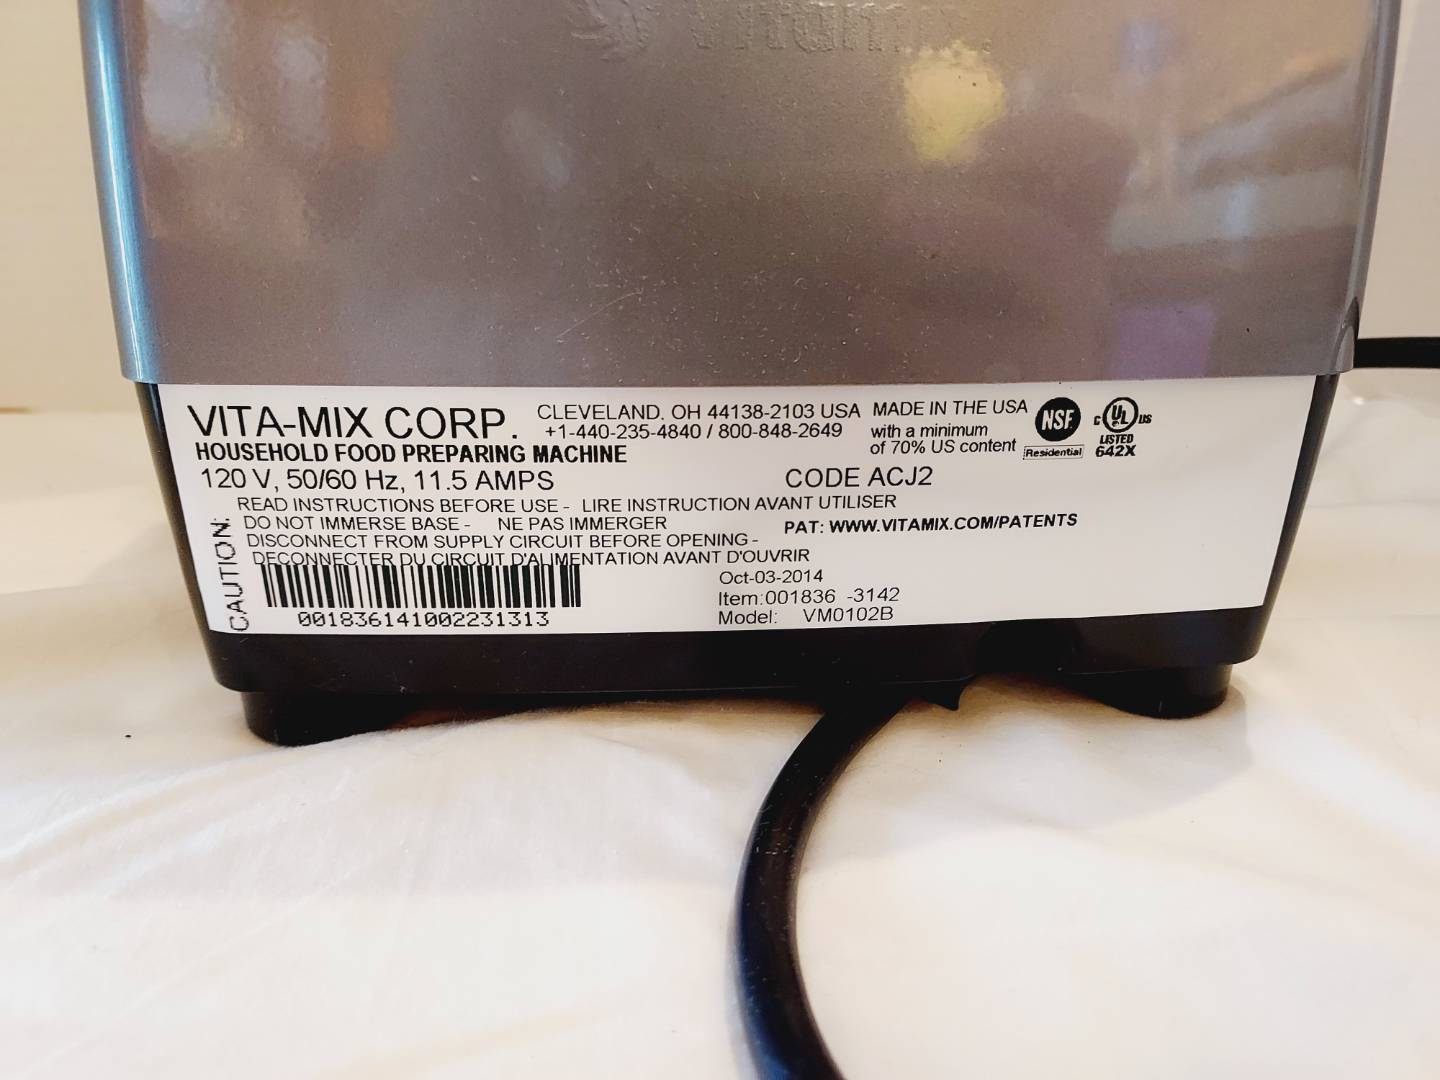 vitamix.
VITA-MIX CORP. CLEVELAND. OH 44138-2103 USA
+1-440-235-4840 / 800-848-2649
MADE IN THE USA
with a minimum
of 70% US content
NSF
Residential
C UL US
LISTED
642X
HOUSEHOLD FOOD PREPARING MACHINE
120 V, 50/60 Hz, 11.5 AMPS CODE ACJ2
CAUTION:
READ INSTRUCTIONS BEFORE USE - LIRE INSTRUCTION AVANT UTILISER
DO NOT IMMERSE BASE - NE PAS IMMERGER
PAT: WWW.VITAMIX.COM/PATENTS
DISCONNECT FROM SUPPLY CIRCUIT BEFORE OPENING -
DECONNECTER DU CIRCUIT D'ALIMENTATION AVANT D'OUVRIR
001836141002231313
Oct-03-2014
Item:001836 -3142
Model: VM0102B